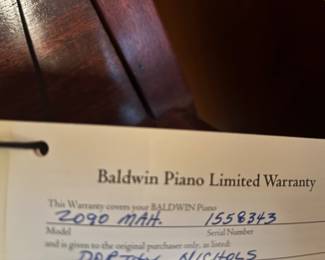 Baldwin Piano Limited Warranty
This Warranty covers your BALDWIN Piano
2090 MAH. 1558343
Model Serial Number
and is given to the original purchaser only, as listed:
NICHOLS